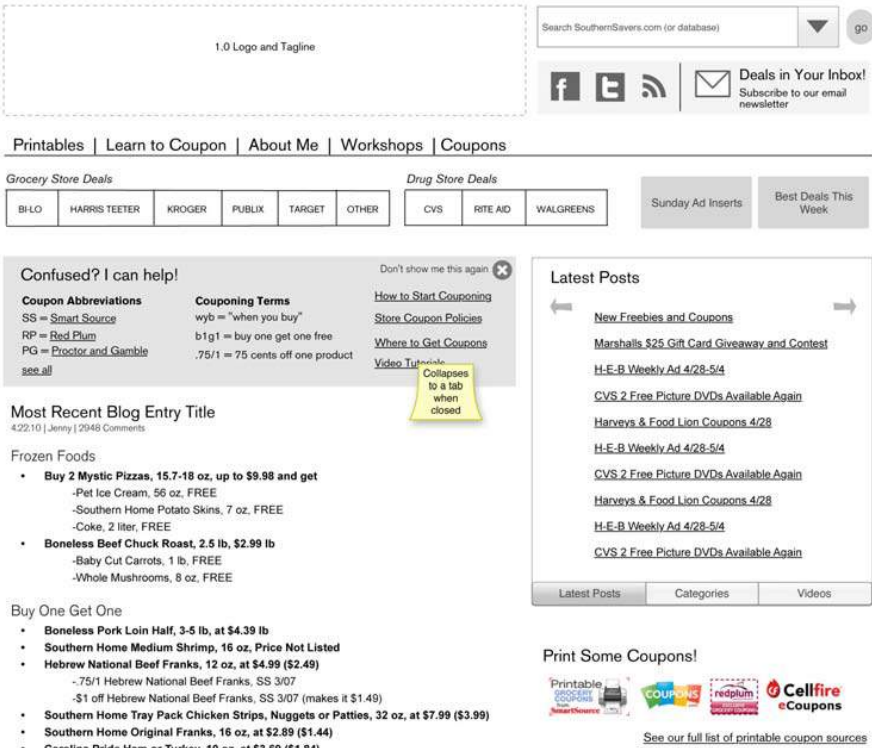 1.0 Logo and Tagline
Search SouthernSavers.com (or database)
go
Deals in Your Inbox!
Subscribe to our email
newsletter
Printables | Learn to Coupon | About Me | Workshops | Coupons
Grocery Store Deals
BI-LO HARRIS TEETER KROGER PUBLIX TARGET OTHER
Drug Store Deals
CVS RITE AID WALGREENS
Sunday Ad Inserts
Best Deals This
Week
Confused? I can help!
Don't show me this again
Coupon Abbreviations
SS = Smart Source
RP = Red Plum
PG = Proctor and Gamble
see all
Couponing Terms
wyb = "when you buy"
b1g1 = buy one get one free
.75/1 = 75 cents off one product
How to Start Couponing
Store Coupon Policies
Where to Get Coupons
Video Tutorials
Collapses
to a tab
when
closed
Most Recent Blog Entry Title
4.22.10 | Jenny | 2948 Comments
Frozen Foods
• Buy 2 Mystic Pizzas, 15.7-18 oz, up to $9.98 and get
-Pet Ice Cream, 56 oz, FREE
-Southern Home Potato Skins, 7 oz, FREE
-Coke, 2 liter, FREE
• Boneless Beef Chuck Roast, 2.5 lb, $2.99 lb
-Baby Cut Carrots, 1 lb, FREE
-Whole Mushrooms, 8 oz, FREE
Buy One Get One
• Boneless Pork Loin Half, 3-5 lb, at $4.39 lb
• Southern Home Medium Shrimp, 16 oz, Price Not Listed
• Hebrew National Beef Franks, 12 oz, at $4.99 ($2.49)
-.75/1 Hebrew National Beef Franks, SS 3/07
-$1 off Hebrew National Beef Franks, SS 3/07 (makes it $1.49)
• Southern Home Tray Pack Chicken Strips, Nuggets or Patties, 32 oz, at $7.99 ($3.99)
• Southern Home Original Franks, 16 oz, at $2.89 ($1.44)
• Carolina Pride Ham or Turkey, 10 oz, at $3.69 ($1.84)
Latest Posts
New Freebies and Coupons
Marshalls $25 Gift Card Giveaway and Contest
H-E-B Weekly Ad 4/28-5/4
CVS 2 Free Picture DVDs Available Again
Harveys & Food Lion Coupons 4/28
H-E-B Weekly Ad 4/28-5/4
CVS 2 Free Picture DVDs Available Again
Harveys & Food Lion Coupons 4/28
H-E-B Weekly Ad 4/28-5/4
CVS 2 Free Picture DVDs Available Again
Latest Posts Categories Videos
Print Some Coupons!
Printable
GROCERY
COUPONS
from
SmartSource
COUPONS
redplum
Cellfire
eCoupons
See our full list of printable coupon sources